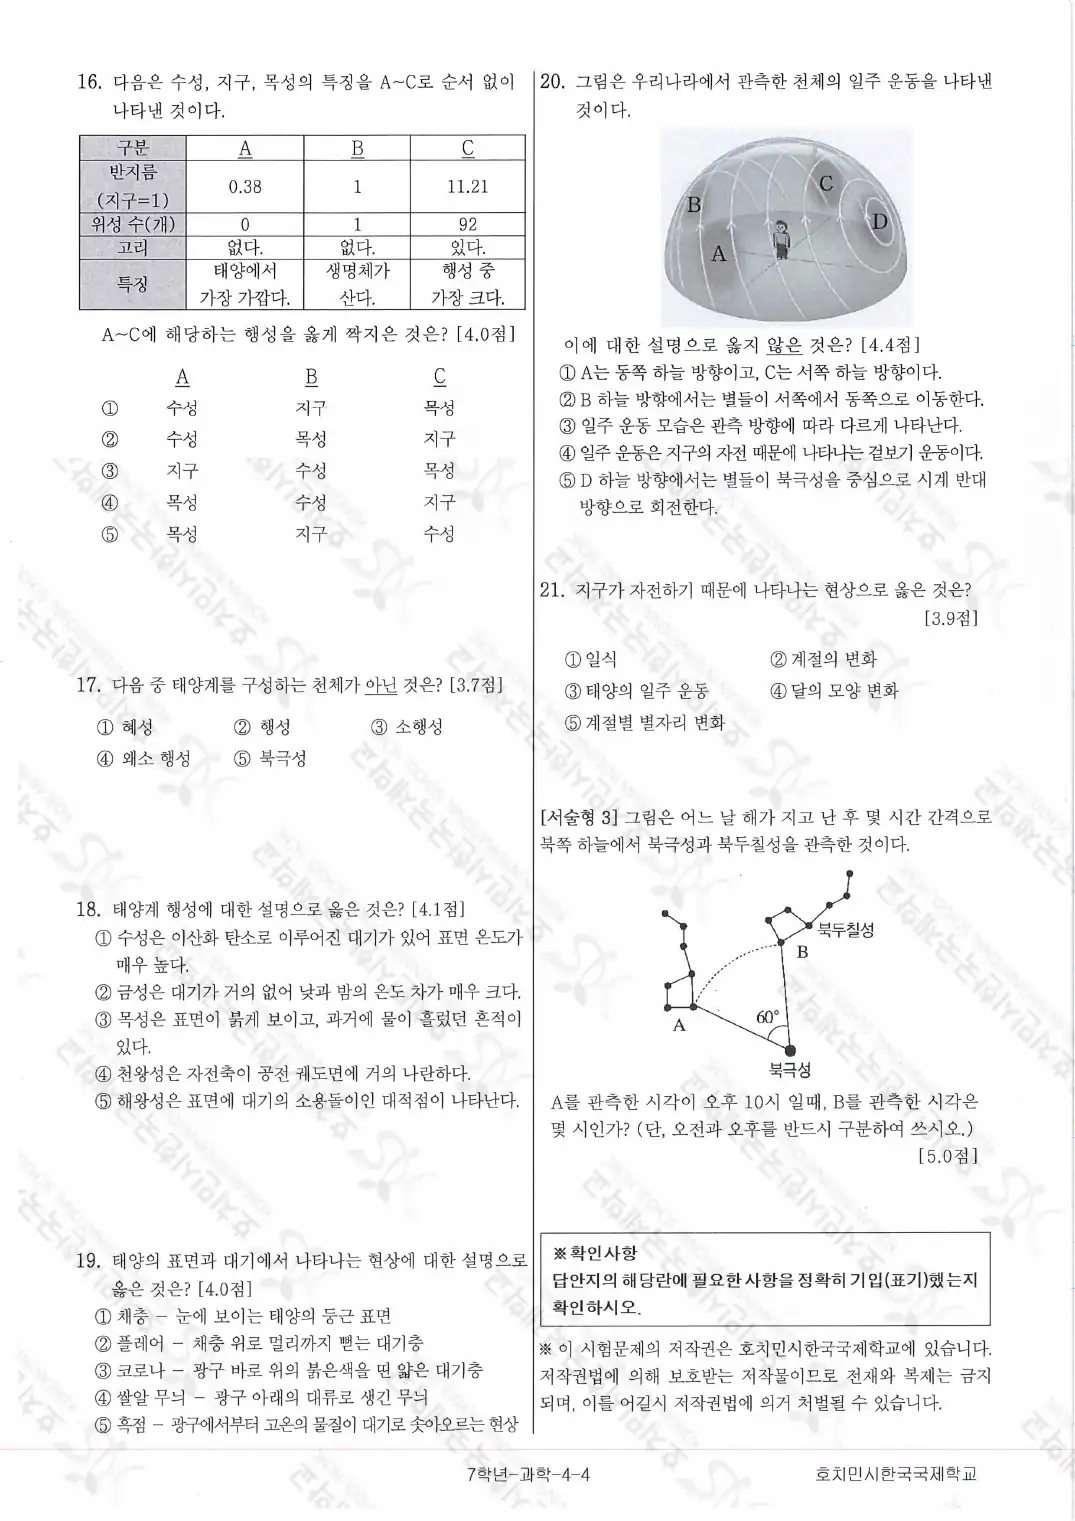 16. 다음은 수성, 지구, 목성의 특징을 A~C로 순서 없이
나타낸 것이다.
구분 A B C
반지름
(지구=1) 0.38 1 11.21
위성 수(개) 0 1 92
고리 없다. 없다. 있다.
특징 태양에서 가장 가깝다. 생명체가 산다. 행성 중 가장 크다.
A~C에 해당하는 행성을 옳게 짝지은 것은? [4.0점]
A B C
① 수성 지구 목성
② 수성 목성 지구
③ 지구 수성 목성
④ 목성 수성 지구
⑤ 목성 지구 수성
17. 다음 중 태양계를 구성하는 천체가 아닌 것은? [3.7점]
① 혜성 ② 행성 ③ 소행성
④ 왜소 행성 ⑤ 북극성
18. 태양계 행성에 대한 설명으로 옳은 것은? [4.1점]
① 수성은 이산화 탄소로 이루어진 대기가 있어 표면 온도가
매우 높다.
② 금성은 대기가 거의 없어 낮과 밤의 온도 차가 매우 크다.
③ 목성은 표면이 붉게 보이고, 과거에 물이 흘렀던 흔적이
있다.
④ 천왕성은 자전축이 공전 궤도면에 거의 나란하다.
⑤ 해왕성은 표면에 대기의 소용돌이인 대적점이 나타난다.
19. 태양의 표면과 대기에서 나타나는 현상에 대한 설명으로
옳은 것은? [4.0점]
① 채층 - 눈에 보이는 태양의 둥근 표면
② 플레어 - 채층 위로 멀리까지 뻗는 대기층
③ 코로나 - 광구 바로 위의 붉은색을 띤 얇은 대기층
④ 쌀알 무늬 - 광구 아래의 대류로 생긴 무늬
⑤ 흑점 - 광구에서부터 고온의 물질이 대기로 솟아오르는 현상
20. 그림은 우리나라에서 관측한 천체의 일주 운동을 나타낸
것이다.
A B C D
이에 대한 설명으로 옳지 않은 것은? [4.4점]
① A는 동쪽 하늘 방향이고, C는 서쪽 하늘 방향이다.
② B 하늘 방향에서는 별들이 서쪽에서 동쪽으로 이동한다.
③ 일주 운동 모습은 관측 방향에 따라 다르게 나타난다.
④ 일주 운동은 지구의 자전 때문에 나타나는 겉보기 운동이다.
⑤ D 하늘 방향에서는 별들이 북극성을 중심으로 시계 반대
방향으로 회전한다.
21. 지구가 자전하기 때문에 나타나는 현상으로 옳은 것은?
[3.9점]
① 일식 ② 계절의 변화
③ 태양의 일주 운동 ④ 달의 모양 변화
⑤ 계절별 별자리 변화
[서술형 3] 그림은 어느 날 해가 지고 난 후 몇 시간 간격으로
북쪽 하늘에서 북극성과 북두칠성을 관측한 것이다.
북두칠성
B
A
60°
북극성
A를 관측한 시각이 오후 10시 일때, B를 관측한 시각은
몇 시인가? (단, 오전과 오후를 반드시 구분하여 쓰시오.)
[5.0점]
※ 확인사항
답안지의 해당란에 필요한 사항을 정확히 기입(표기)했는지
확인하시오.
※ 이 시험문제의 저작권은 호치민시한국국제학교에 있습니다.
저작권법에 의해 보호받는 저작물이므로 전재와 복제는 금지
되며, 이를 어길시 저작권법에 의거 처벌될 수 있습니다.
7학년-과학-4-4
호치민시한국국제학교